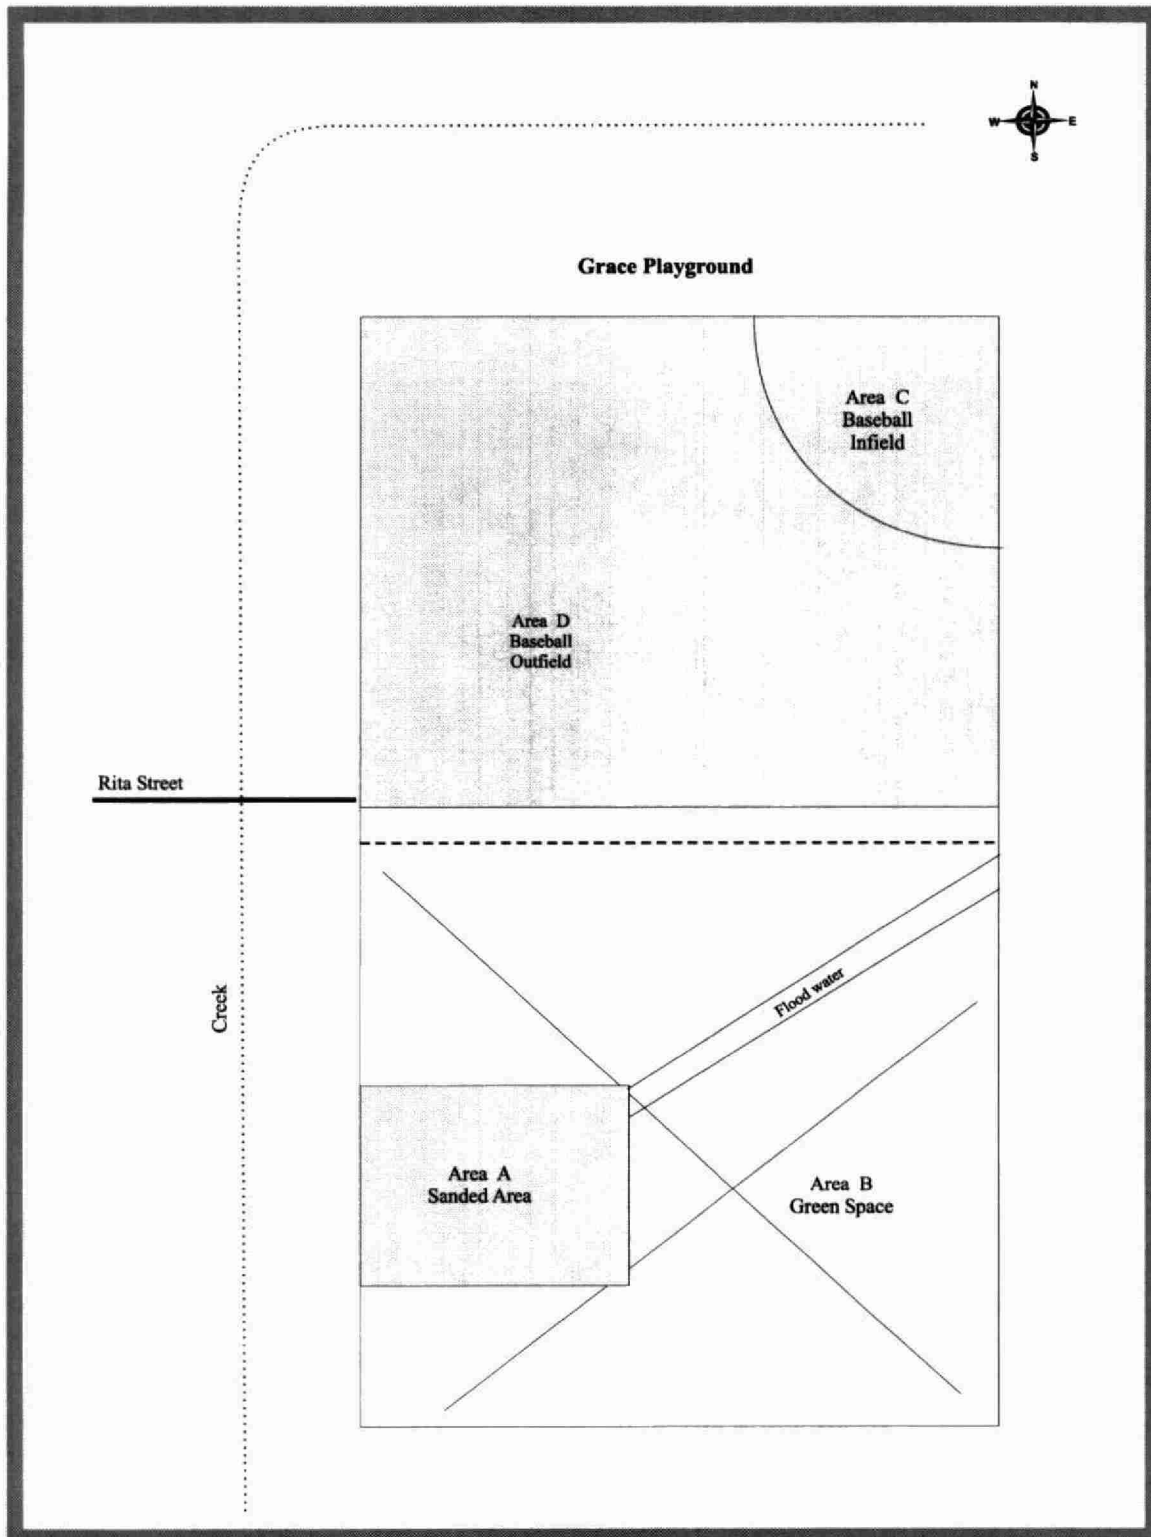 N
W E
S
Grace Playground
Area C
Baseball
Infield
Area D
Baseball
Outfield
Rita Street
Creek
Flood water
Area A
Sanded Area
Area B
Green Space